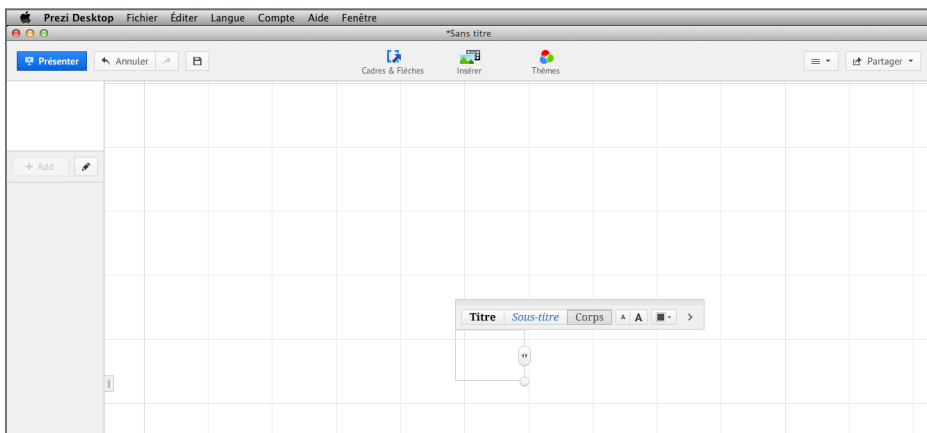 Prezi Desktop Fichier Éditer Langue Compte Aide Fenêtre
*Sans titre
Présenter Annuler Cadres & Flèches Insérer Thèmes Partager
+ Add
Titre Sous-titre Corps A A